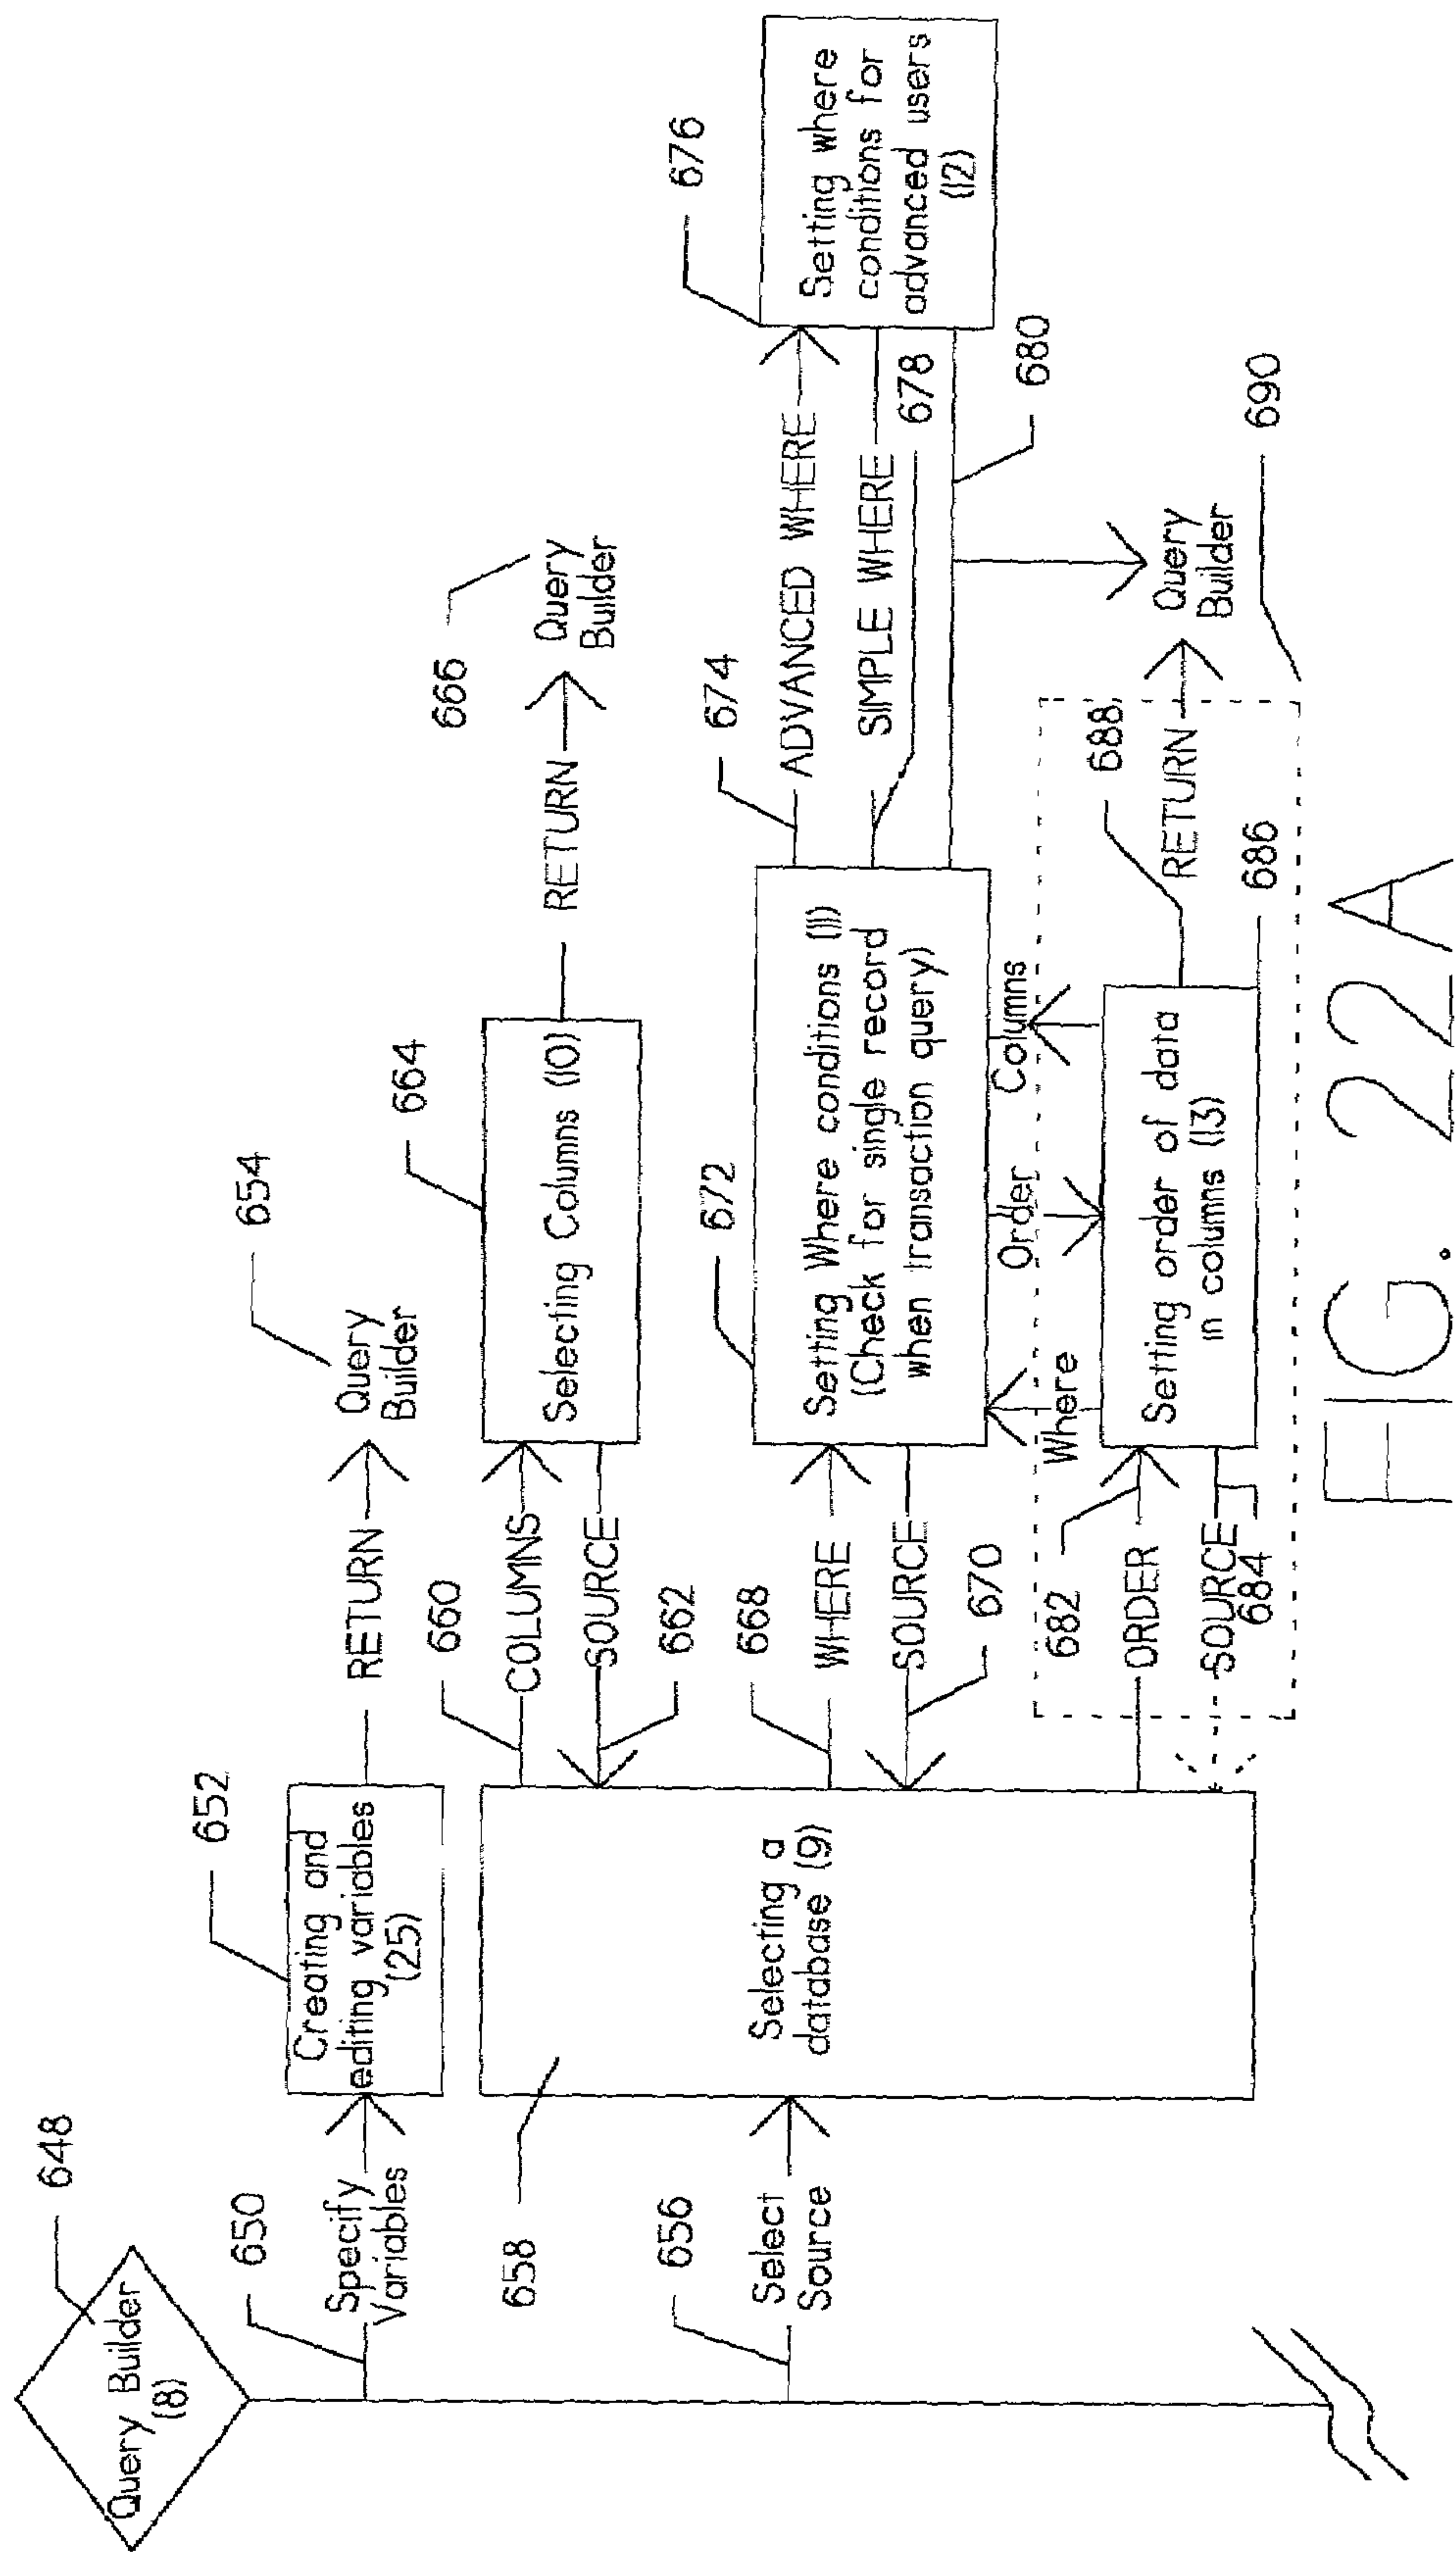 648
Query Builder
(8)
650
Specify
Variables
652
Creating and
editing variables
(25)
RETURN
654
Query
Builder
656
Select
Source
658
Selecting a
database (9)
660
COLUMNS
SOURCE
662
664
Selecting Columns (10)
RETURN
666
Query
Builder
668
WHERE
SOURCE
670
672
Setting Where conditions (11)
(Check for single record
when transaction query)
674
ADVANCED WHERE
SIMPLE WHERE
678
676
Setting where
conditions for
advanced users
(12)
680
Query
Builder
Where
Order
Columns
682
ORDER
SOURCE
684
Setting order of data
in columns (13)
686
688
RETURN
690
FIG. 22A